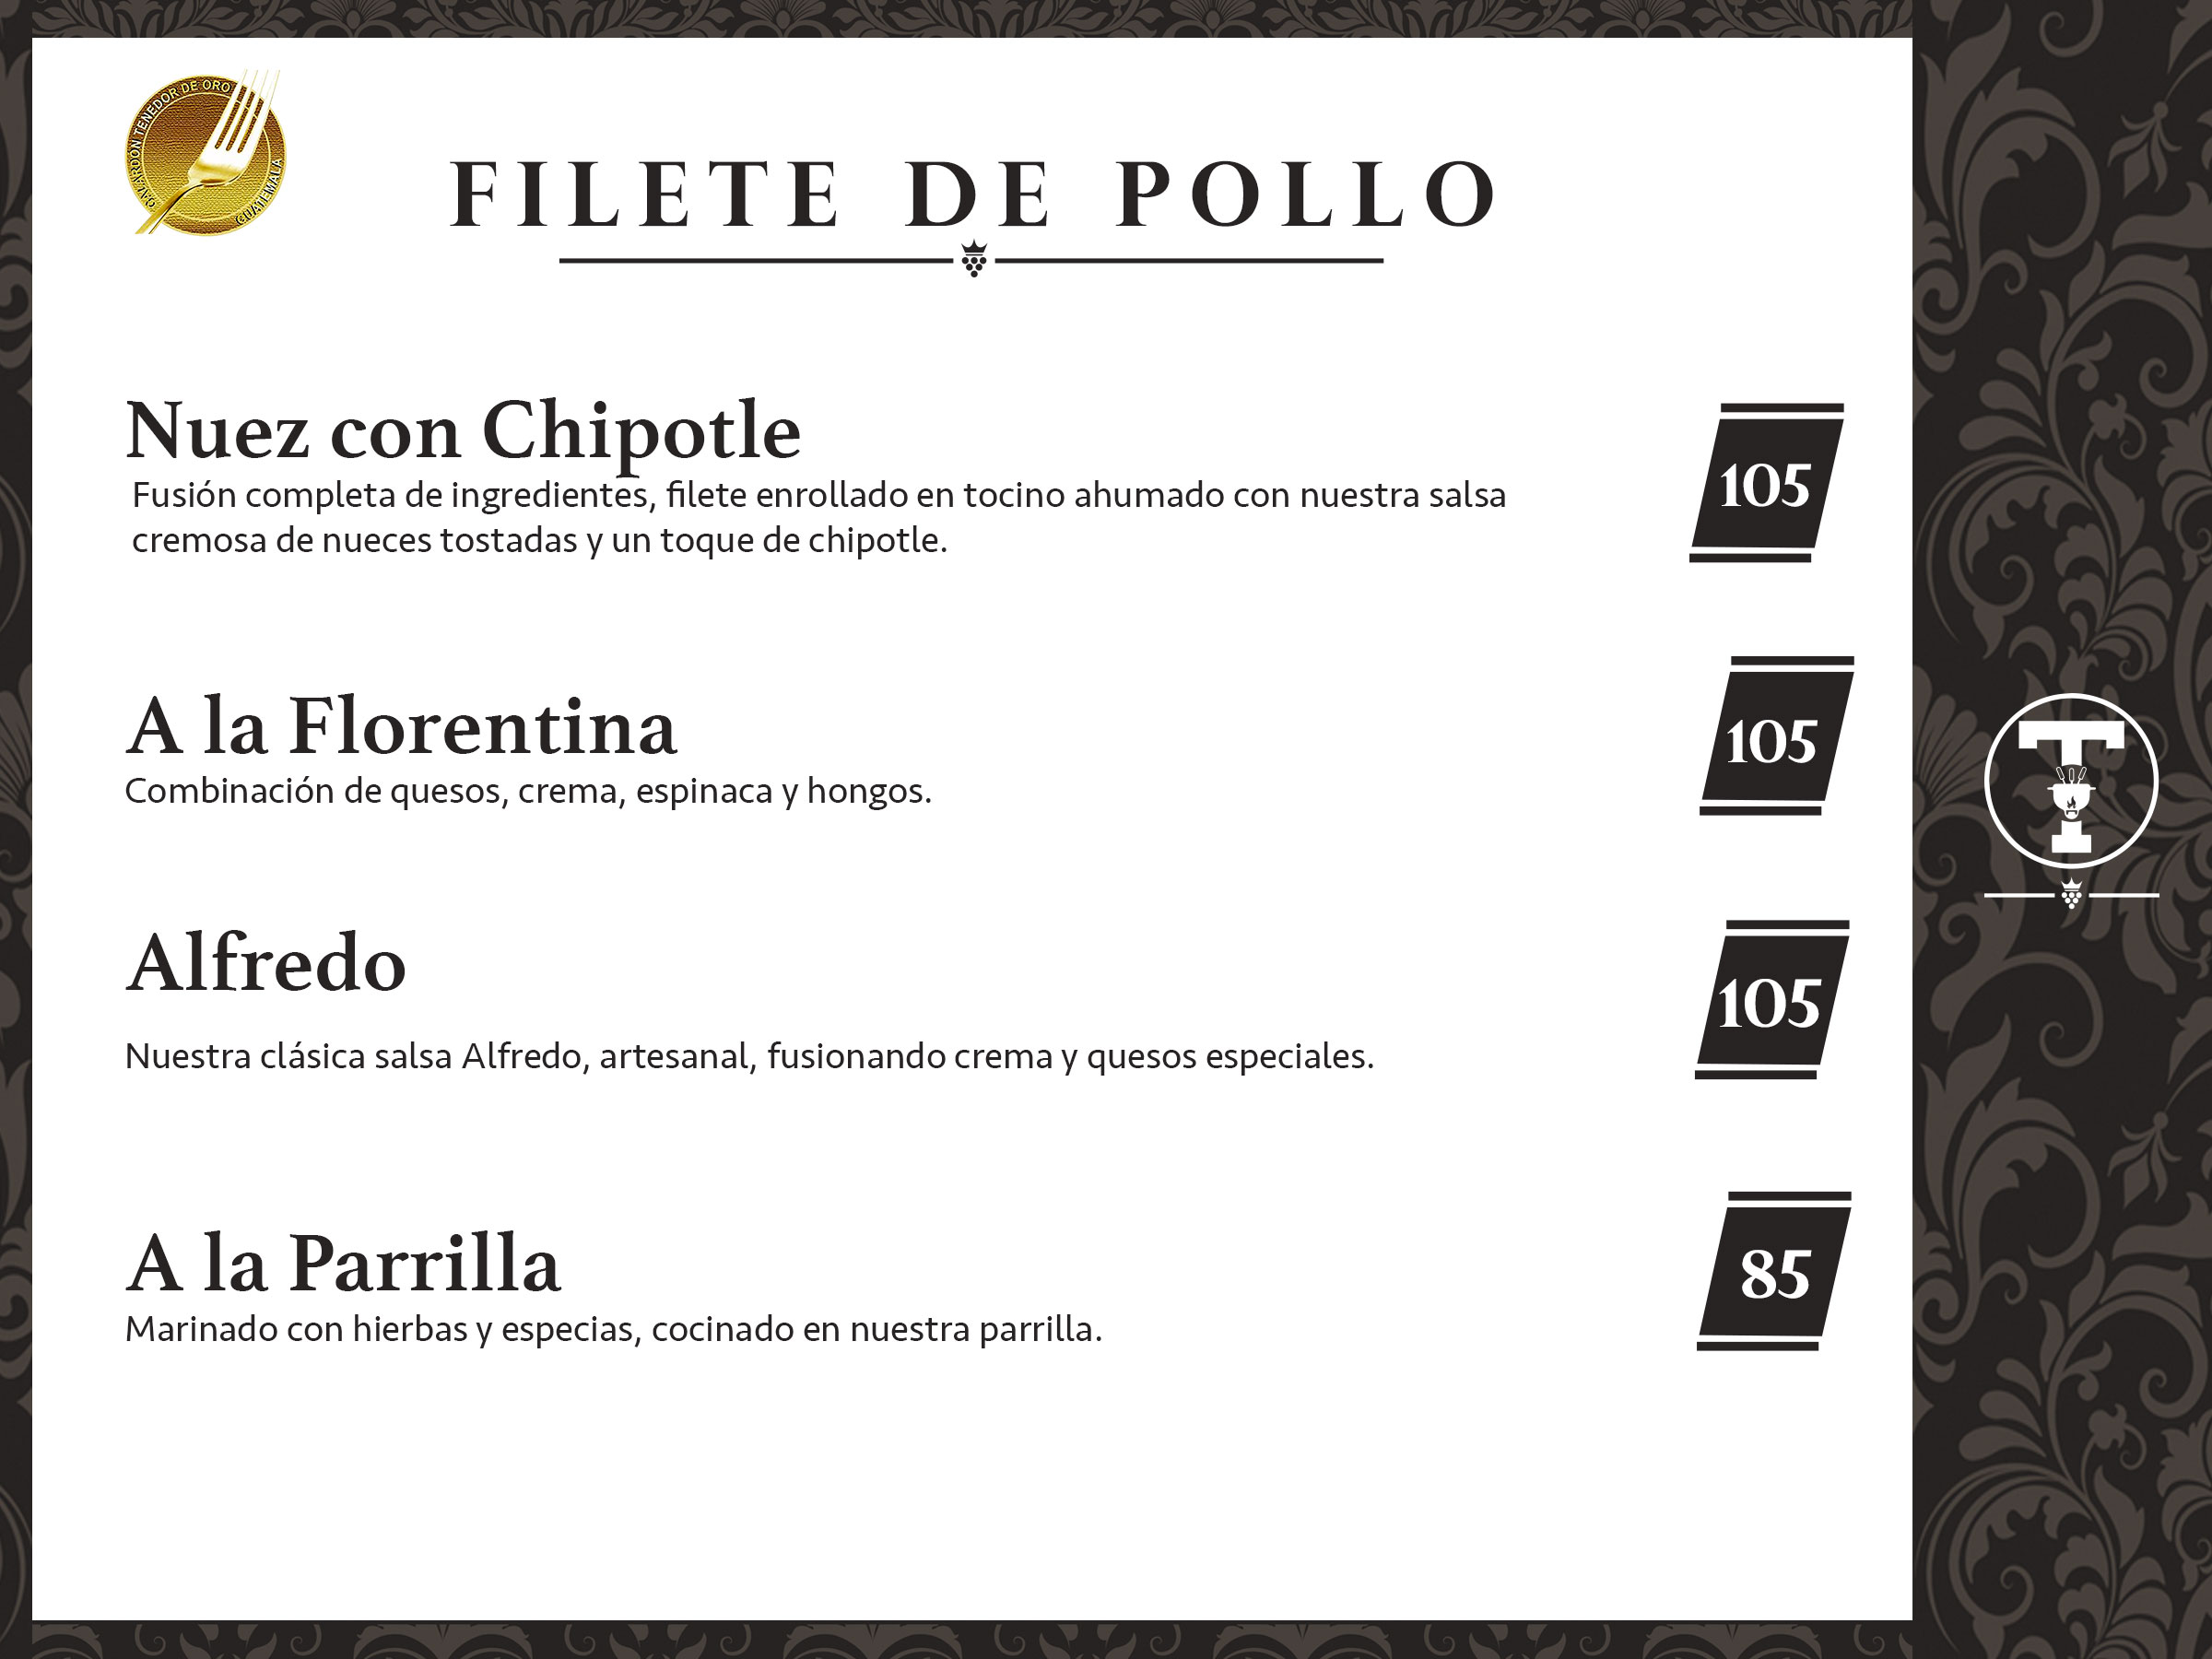 GALARDÓN TENEDOR DE ORO
GUATEMALA
FILETE DE POLLO
Nuez con Chipotle
Fusión completa de ingredientes, filete enrollado en tocino ahumado con nuestra salsa
cremosa de nueces tostadas y un toque de chipotle.
105
A la Florentina
Combinación de quesos, crema, espinaca y hongos.
105
Alfredo
Nuestra clásica salsa Alfredo, artesanal, fusionando crema y quesos especiales.
105
A la Parrilla
Marinado con hierbas y especias, cocinado en nuestra parrilla.
85
T